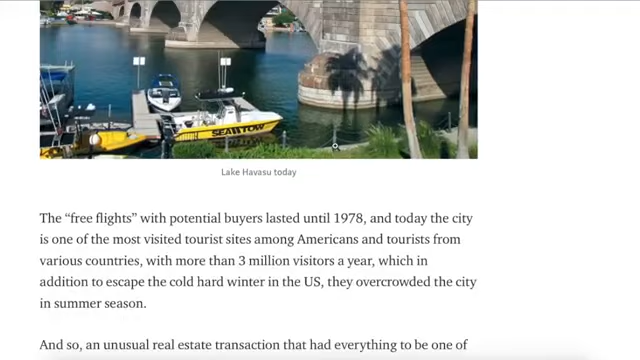 SEA TOW
Lake Havasu today
The “free flights” with potential buyers lasted until 1978, and today the city
is one of the most visited tourist sites among Americans and tourists from
various countries, with more than 3 million visitors a year, which in
addition to escape the cold hard winter in the US, they overcrowded the city
in summer season.
And so, an unusual real estate transaction that had everything to be one of